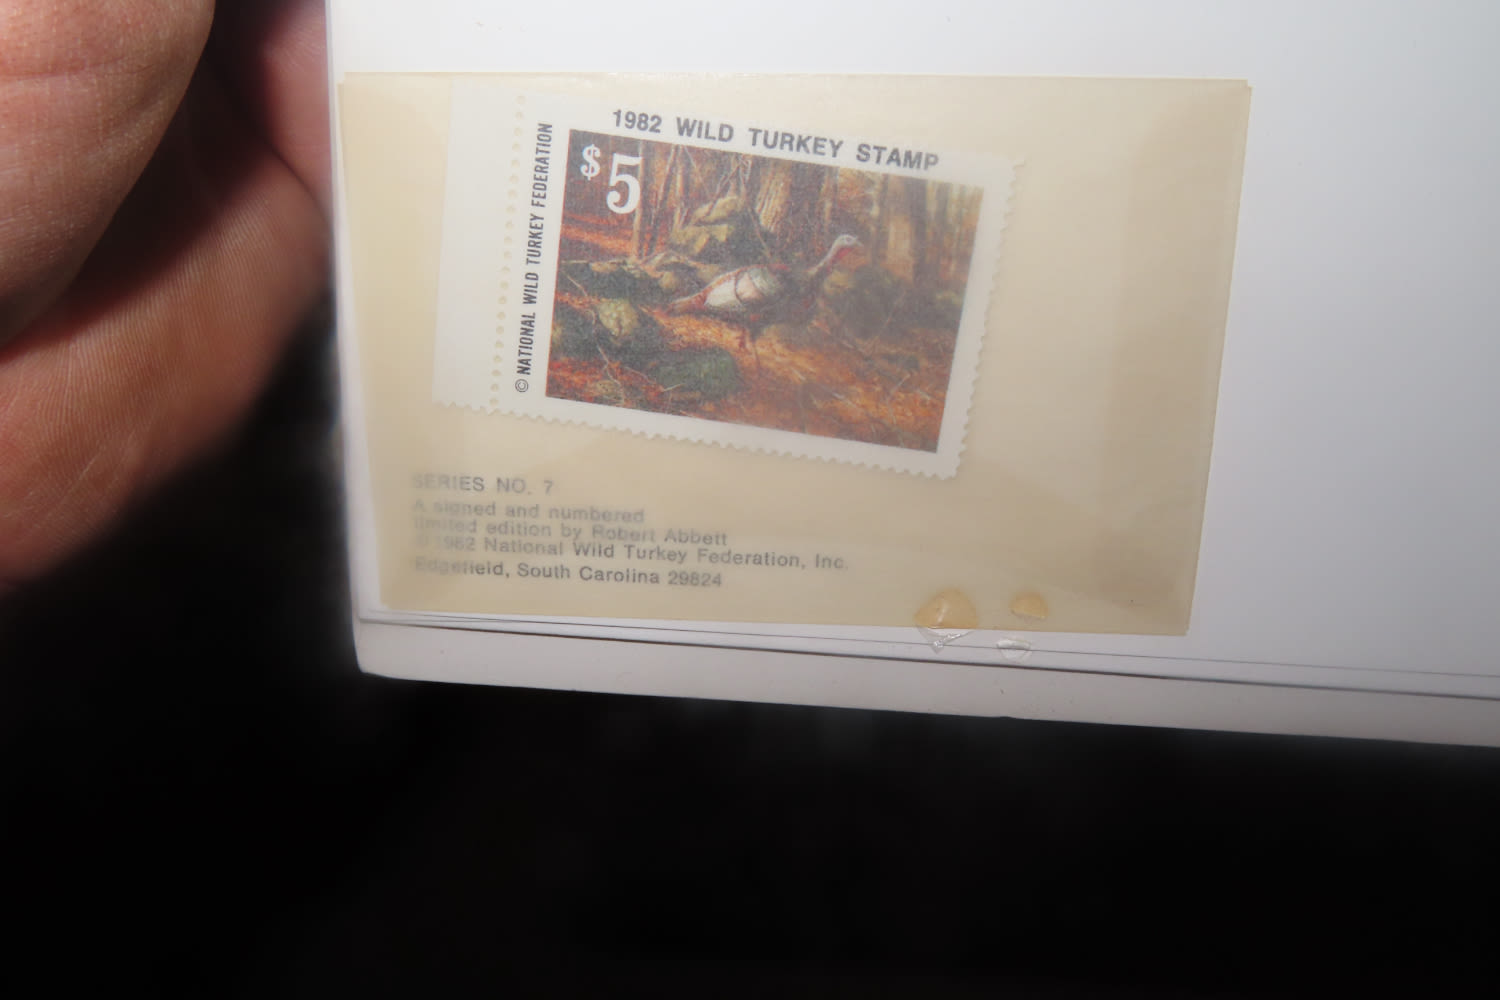 1982 WILD TURKEY STAMP
$5
© NATIONAL WILD TURKEY FEDERATION
SERIES NO. 7
A signed and numbered
limited edition by Robert Abbett
© 1982 National Wild Turkey Federation, Inc.
Edgefield, South Carolina 29824